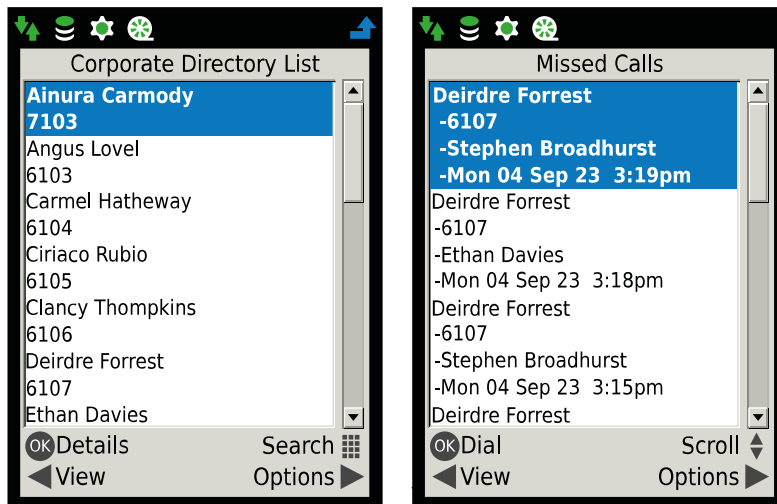 Corporate Directory List
Ainura Carmody
7103
Angus Lovel
6103
Carmel Hatheway
6104
Ciriaco Rubio
6105
Clancy Thompkins
6106
Deirdre Forrest
6107
Ethan Davies
OK Details Search
View Options
Missed Calls
Deirdre Forrest
-6107
-Stephen Broadhurst
-Mon 04 Sep 23 3:19pm
Deirdre Forrest
-6107
-Ethan Davies
-Mon 04 Sep 23 3:18pm
Deirdre Forrest
-6107
-Stephen Broadhurst
-Mon 04 Sep 23 3:15pm
Deirdre Forrest
OK Dial Scroll
View Options